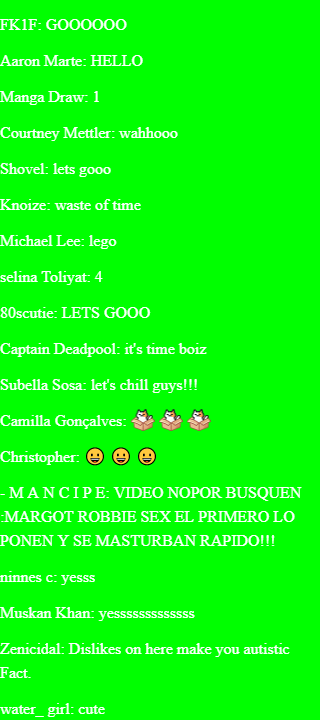 FK1F: GOOOOOO
Aaron Marte: HELLO
Manga Draw: 1
Courtney Mettler: wahhooo
Shovel: lets gooo
Knoize: waste of time
Michael Lee: lego
selina Toliyat: 4
80scutie: LETS GOOO
Captain Deadpool: it's time boiz
Subella Sosa: let's chill guys!!!
Camilla Gonçalves:
Christopher: 😀 😀 😀
- M A N C I P E: VIDEO NOPOR BUSQUEN
:MARGOT ROBBIE SEX EL PRIMERO LO
PONEN Y SE MASTURBAN RAPIDO!!!
ninnes c: yesss
Muskan Khan: yesssssssssssss
Zenicidal: Dislikes on here make you autistic
Fact.
water_ girl: cute